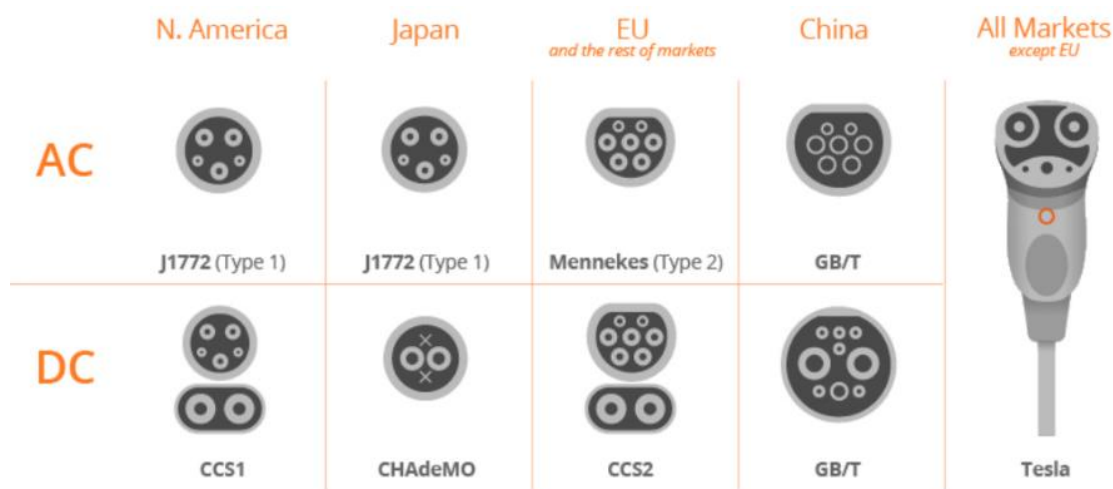 N. America
Japan
EU
and the rest of markets
China
All Markets
except EU
AC
J1772 (Type 1)
J1772 (Type 1)
Mennekes (Type 2)
GB/T
DC
CCS1
CHAdeMO
CCS2
GB/T
Tesla